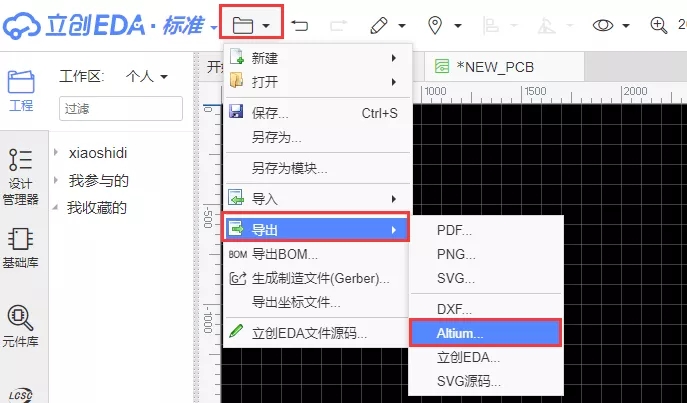 立创EDA · 标准
20
工程
工作区: 个人
过滤
xiaoshidi
我参与的
我收藏的
设计
管理器
基础库
元件库
LCSC
*NEW_PCB
1000
2000
0
-500
-1000
新建
打开
保存... Ctrl+S
另存为...
另存为模块...
导入
导出
BOM 导出BOM...
生成制造文件(Gerber)...
导出坐标文件...
立创EDA文件源码...
PDF...
PNG...
SVG...
DXF...
Altium...
立创EDA...
SVG源码...